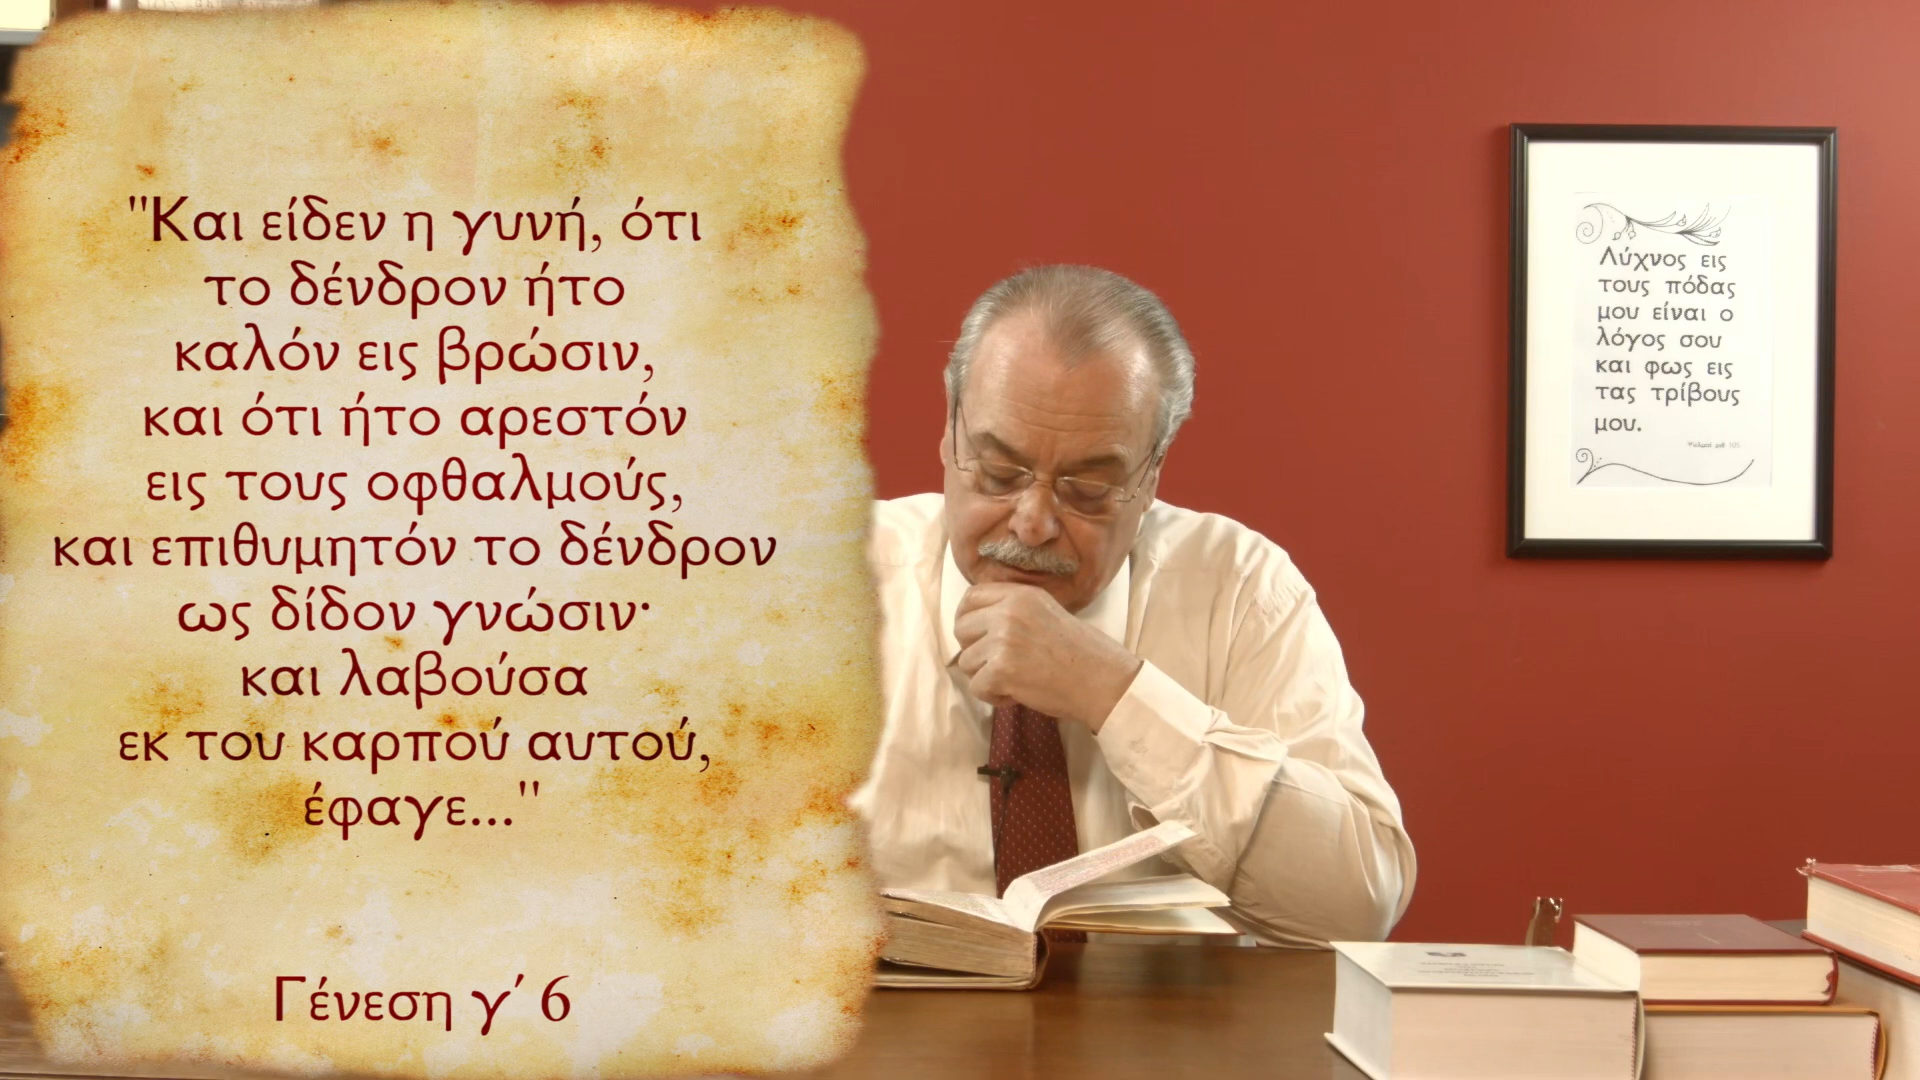 "Και είδεν η γυνή, ότι
το δένδρον ήτο
καλόν εις βρώσιν,
και ότι ήτο αρεστόν
εις τους οφθαλμούς,
και επιθυμητόν το δένδρον
ως δίδον γνώσιν·
και λαβούσα
εκ του καρπού αυτού,
έφαγε..."
Γένεση γ΄ 6
Λύχνος εις
τους πόδας
μου είναι ο
λόγος σου
και φως εις
τας τρίβους
μου.